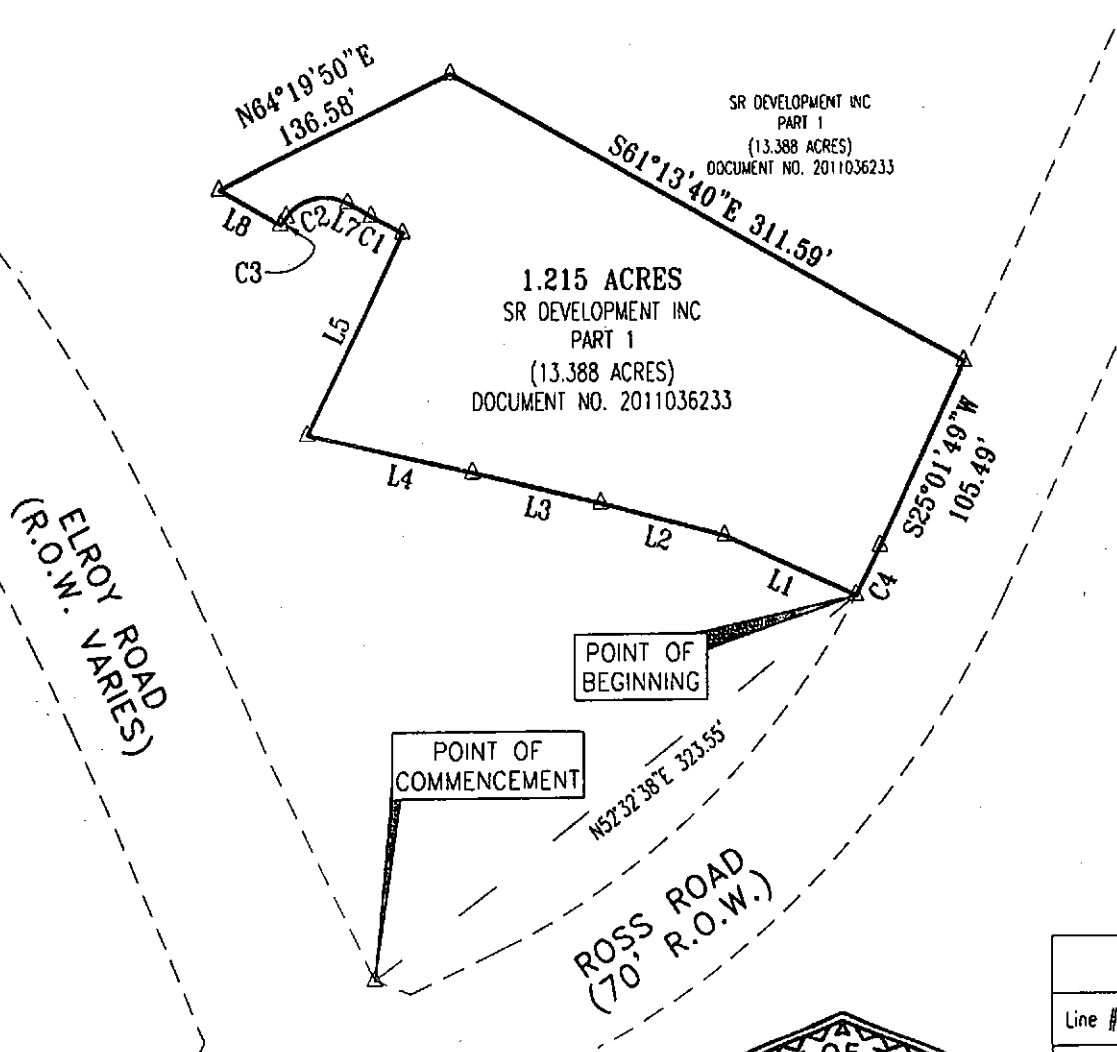 N64°19'50"E
136.58'
SR DEVELOPMENT INC
PART 1
(13.388 ACRES)
DOCUMENT NO. 2011036233
S61°13'40"E 311.59'
L8
C3
C2
L7
C1
L5
1.215 ACRES
SR DEVELOPMENT INC
PART 1
(13.388 ACRES)
DOCUMENT NO. 2011036233
S25°01'49"W
105.49'
L4
L3
L2
L1
C4
ELROY ROAD
(R.O.W. VARIES)
POINT OF
BEGINNING
POINT OF
COMMENCEMENT
N52°32'38"E 323.55'
ROSS ROAD
(70' R.O.W.)
Line #
OF